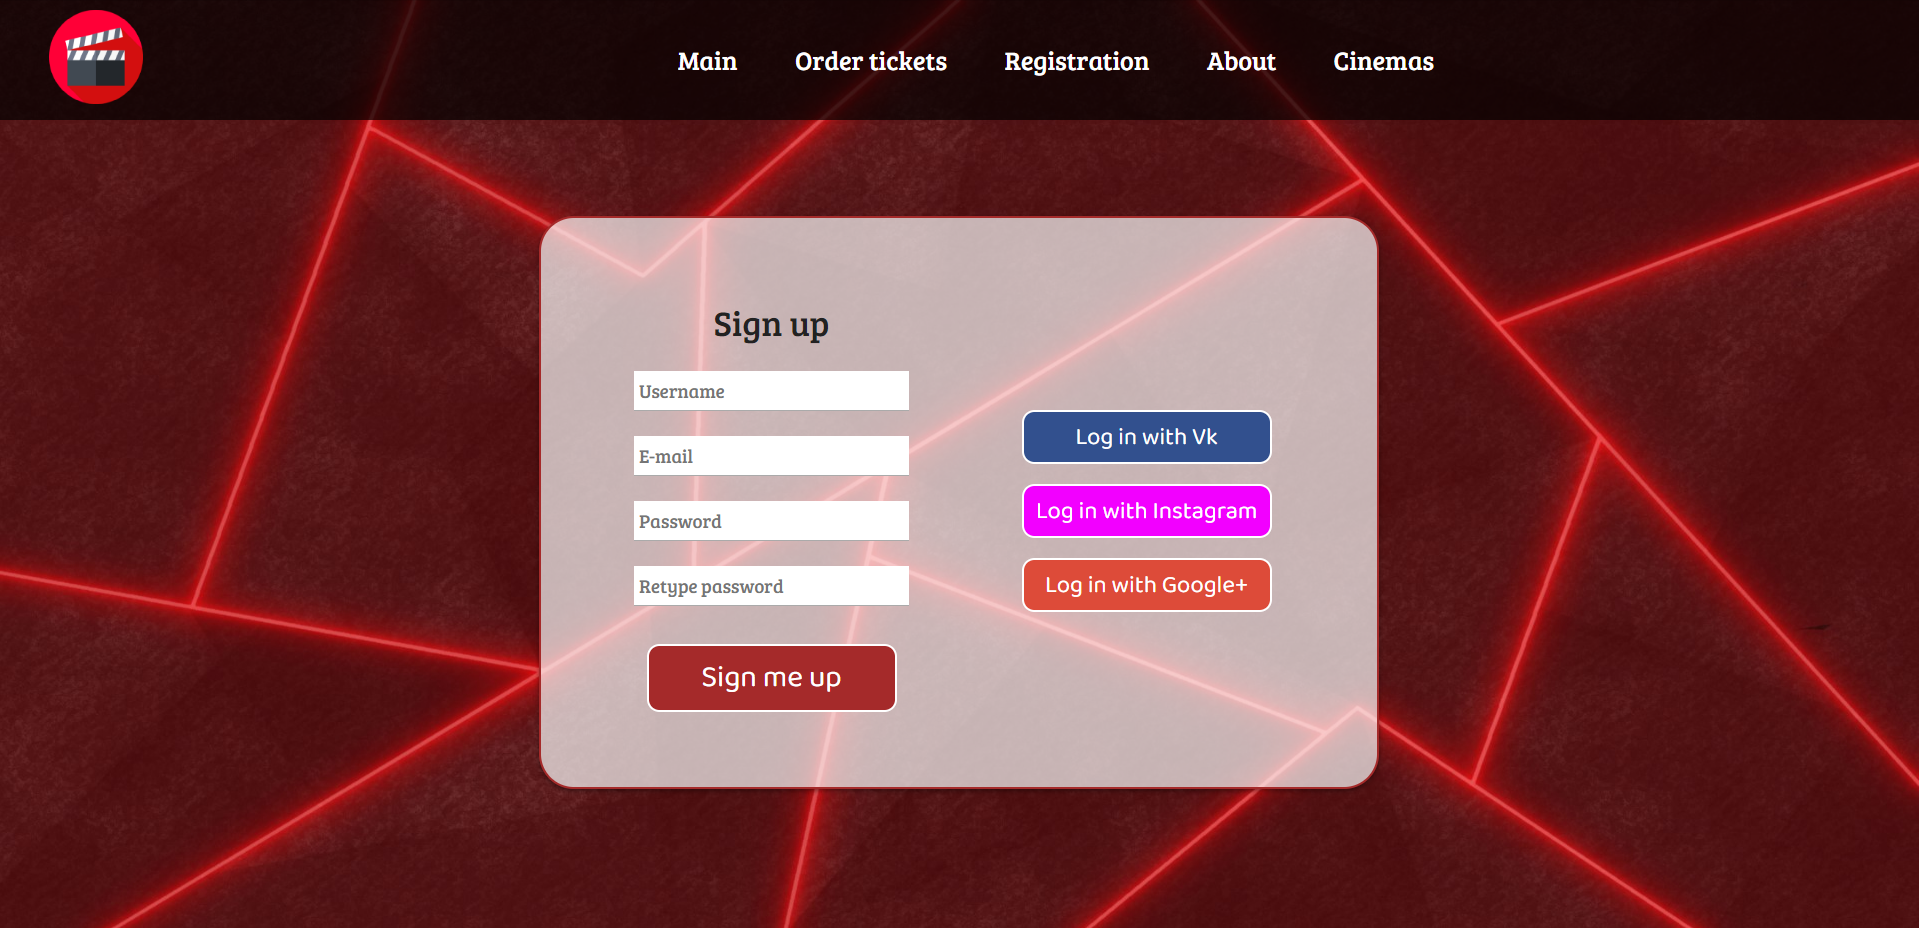 Main
Order tickets
Registration
About
Cinemas
Sign up
Username
E-mail
Password
Retype password
Sign me up
Log in with Vk
Log in with Instagram
Log in with Google+